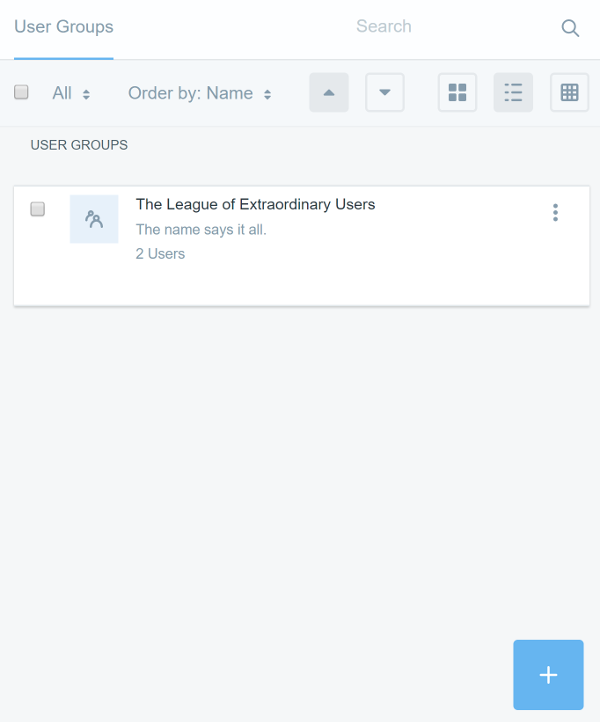 User Groups
Search
All
Order by: Name
USER GROUPS
The League of Extraordinary Users
The name says it all.
2 Users